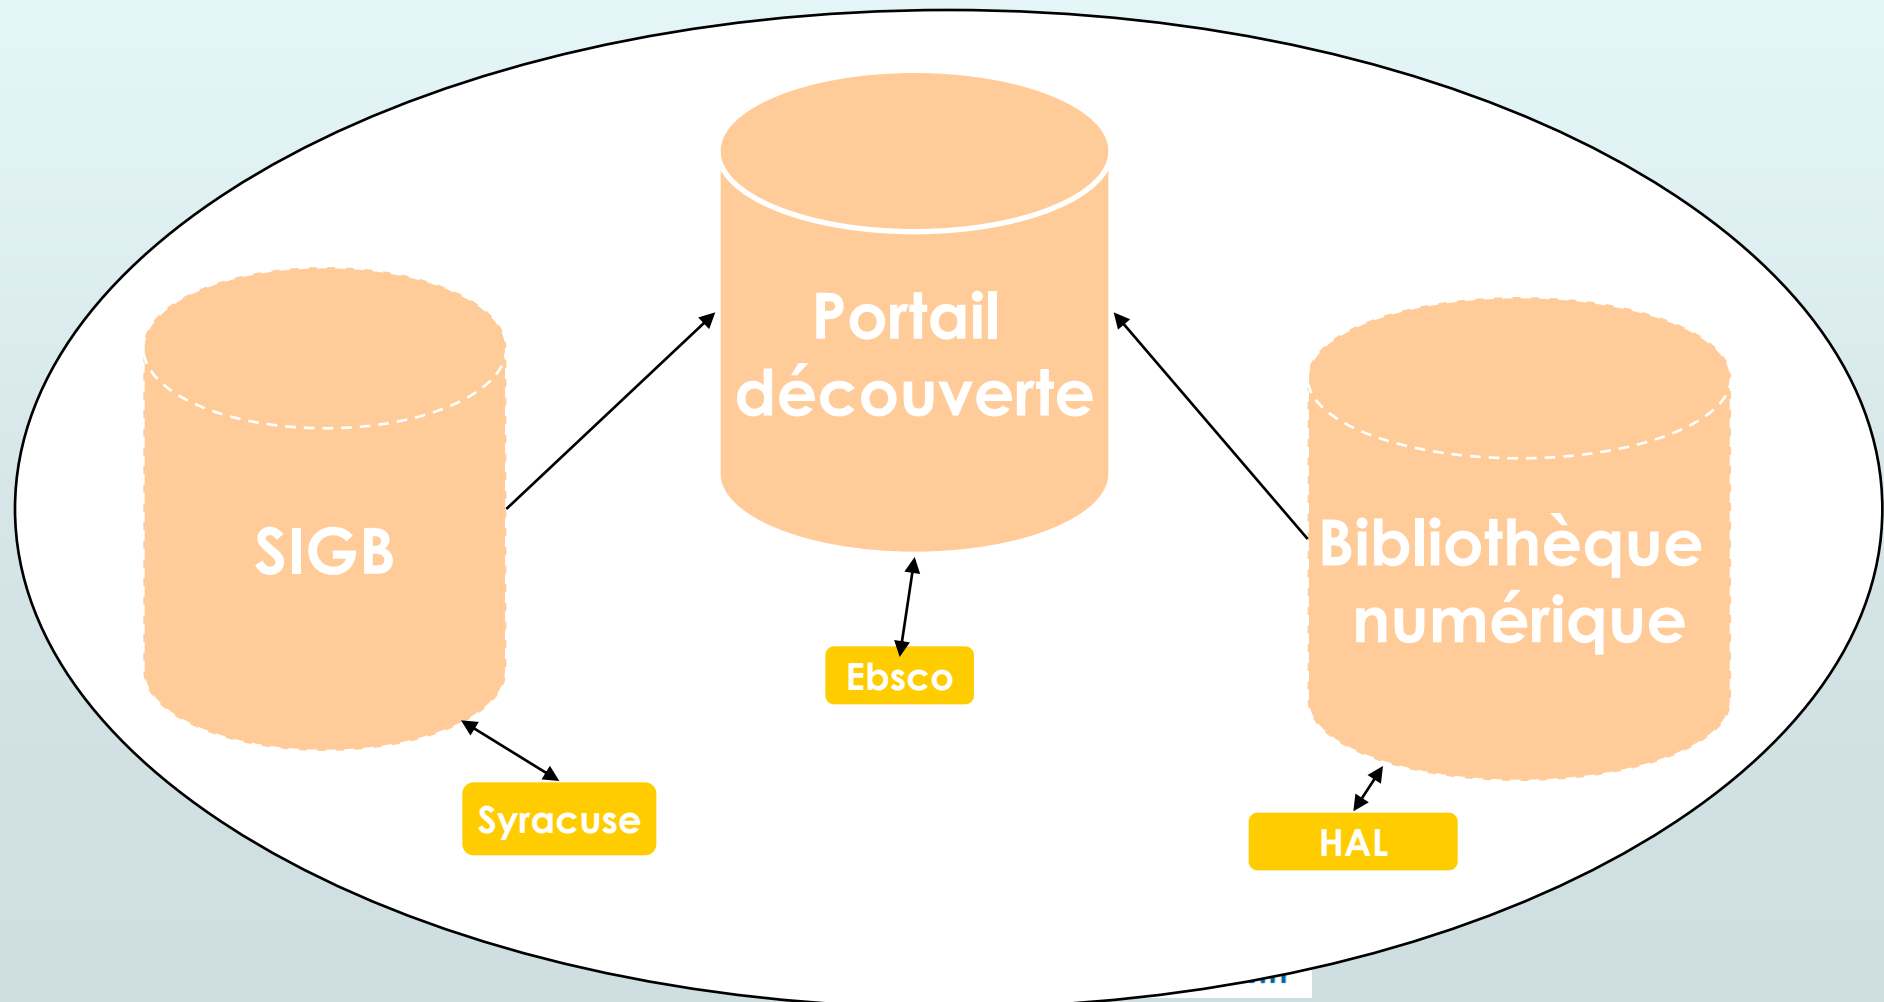 Portail
découverte
SIGB
Bibliothèque
numérique
Ebsco
Syracuse
HAL